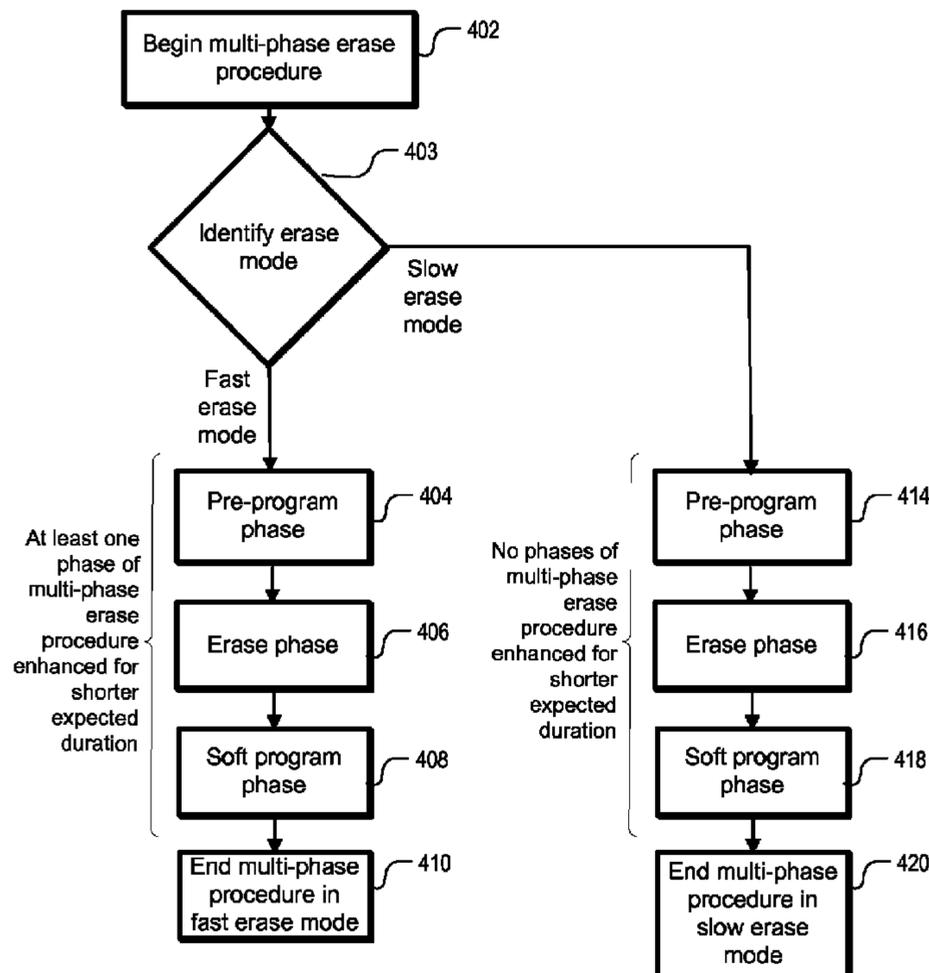 Begin multi-phase erase
procedure
402
403
Identify erase
mode
Slow
erase
mode
Fast
erase
mode
At least one
phase of
multi-phase
erase
procedure
enhanced for
shorter
expected
duration
Pre-program
phase
404
Erase phase
406
Soft program
phase
408
End multi-phase
procedure in
fast erase mode
410
No phases of
multi-phase
erase
procedure
enhanced for
shorter
expected
duration
Pre-program
phase
414
Erase phase
416
Soft program
phase
418
End multi-phase
procedure in
slow erase
mode
420